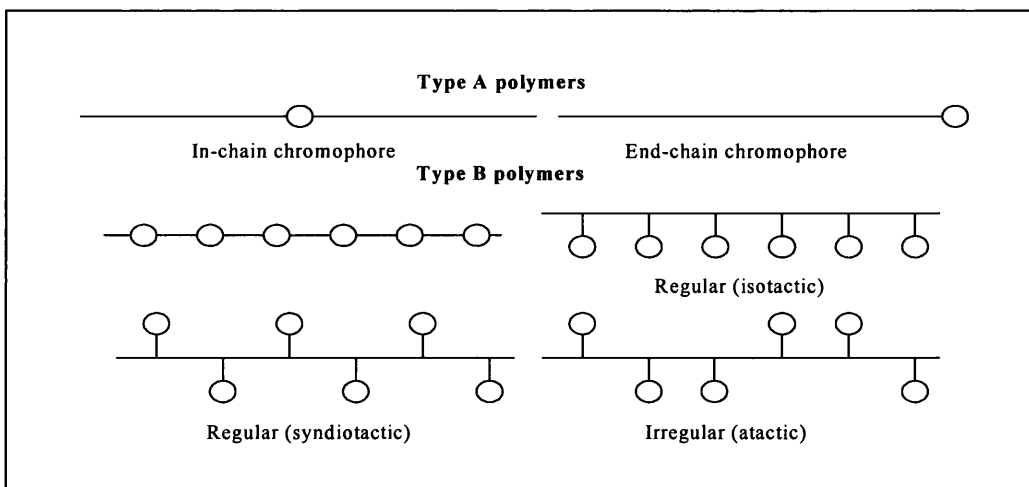 Type A polymers
In-chain chromophore
End-chain chromophore
Type B polymers
Regular (isotactic)
Regular (syndiotactic)
Irregular (atactic)